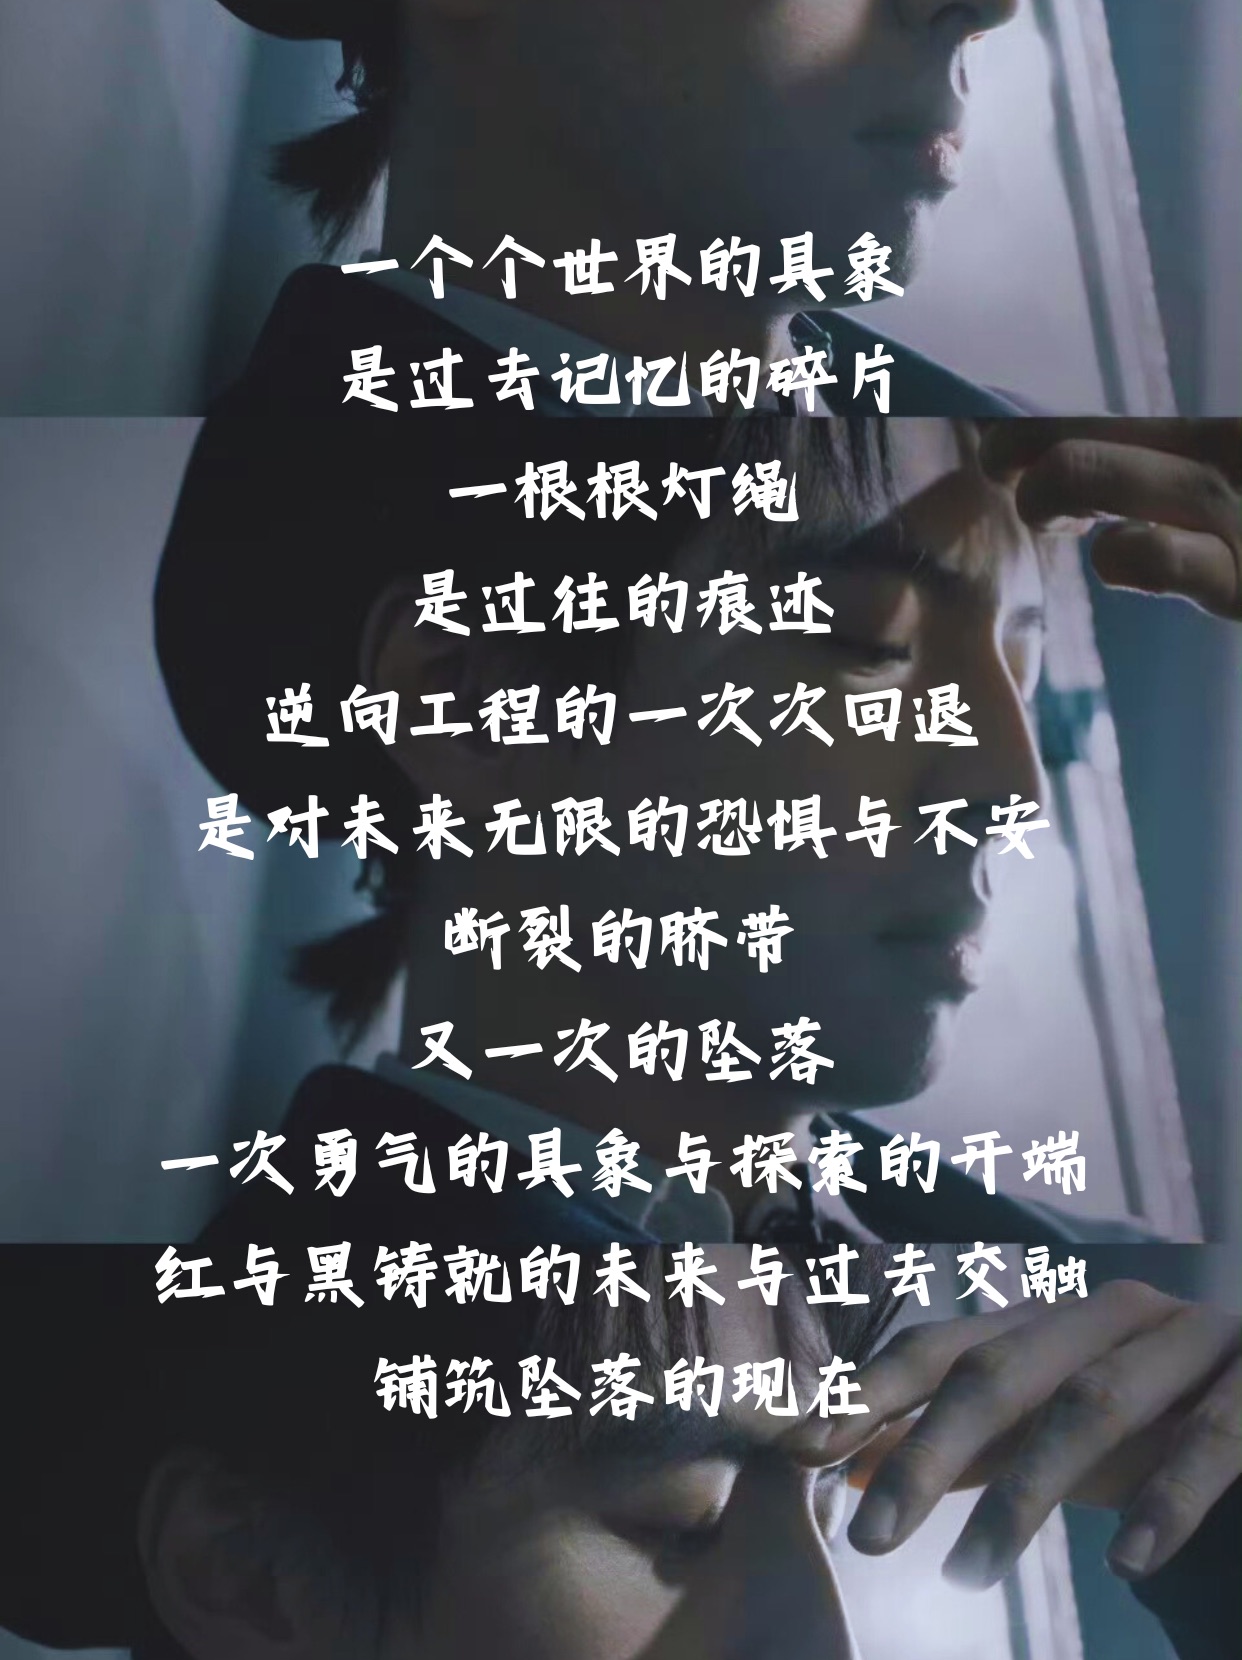 一个个世界的具象
是过去记忆的碎片
一根根灯绳
是过往的痕迹
逆向工程的一次次回退
是对未来无限的恐惧与不安
断裂的脐带
又一次的坠落
一次勇气的具象与探索的开端
红与黑铸就的未来与过去交融
铺筑坠落的现在